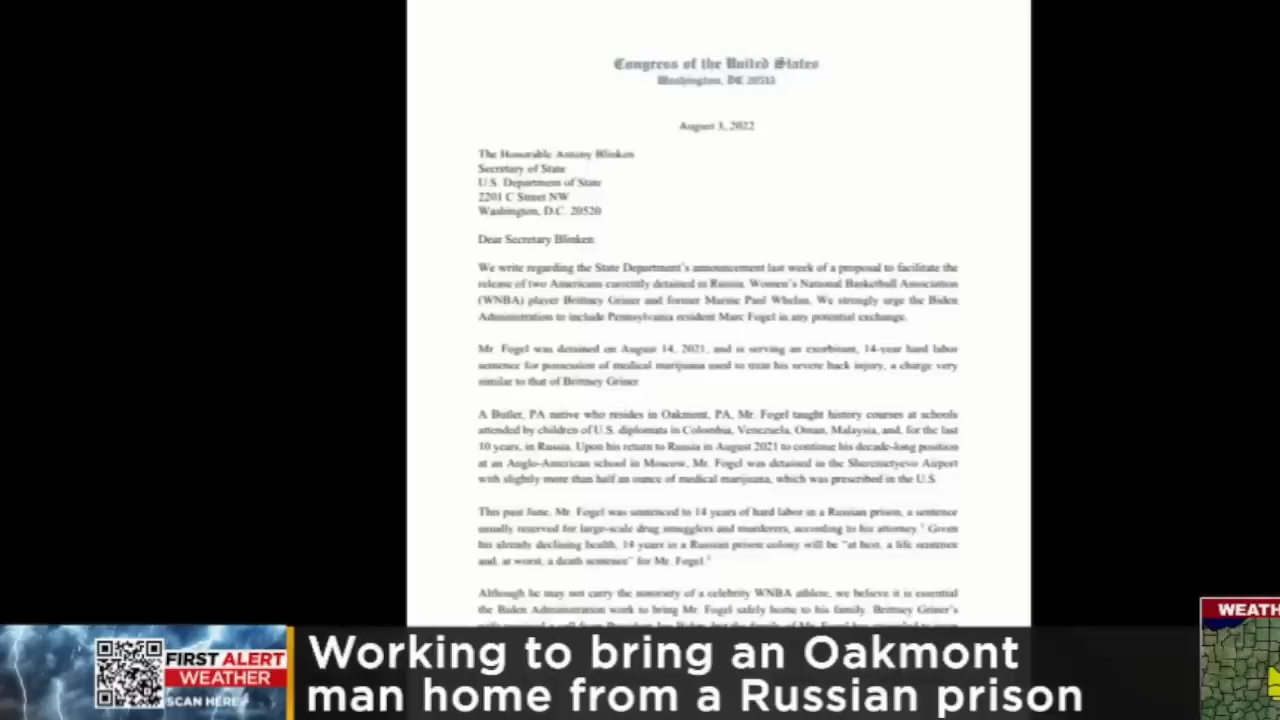 Congress of the United States
Washington, DC 20515
August 3, 2022
The Honorable Antony Blinken
Secretary of State
U.S. Department of State
2201 C Street NW
Washington, D.C. 20520
Dear Secretary Blinken:
We write regarding the State Department's announcement last week of a proposal to facilitate the
release of two Americans currently detained in Russia, Women's National Basketball Association
(WNBA) player Brittney Griner and former Marine Paul Whelan. We strongly urge the Biden
Administration to include Pennsylvania resident Marc Fogel in any potential exchange.
Mr. Fogel was detained on August 14, 2021, and is serving an exorbitant, 14-year hard labor
sentence for possession of medical marijuana used to treat his severe back injury, a charge very
similar to that of Brittney Griner.
A Butler, PA native who resides in Oakmont, PA, Mr. Fogel taught history courses at schools
attended by children of U.S. diplomats in Colombia, Venezuela, Oman, Malaysia, and, for the last
10 years, in Russia. Upon his return to Russia in August 2021 to continue his decade-long position
at an Anglo-American school in Moscow, Mr. Fogel was detained in the Sheremetyevo Airport
with slightly more than half an ounce of medical marijuana, which was prescribed in the U.S.
This past June, Mr. Fogel was sentenced to 14 years of hard labor in a Russian prison, a sentence
usually reserved for large-scale drug smugglers and murderers, according to his attorney.¹ Given
his already declining health, 14 years in a Russian prison colony will be "at best, a life sentence
and, at worst, a death sentence" for Mr. Fogel.²
Although he may not carry the notoriety of a celebrity WNBA athlete, we believe it is essential
the Biden Administration work to bring Mr. Fogel safely home to his family. Brittney Griner's
FIRST ALERT
WEATHER
SCAN HERE
Working to bring an Oakmont
man home from a Russian prison
WEATH